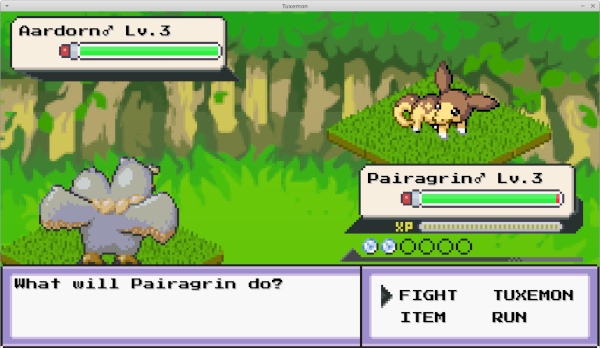 Tuxemon
Aardorn♂ Lv.3
Pairagrin♂ Lv.3
XP
What will Pairagrin do?
FIGHT TUXEMON
ITEM RUN